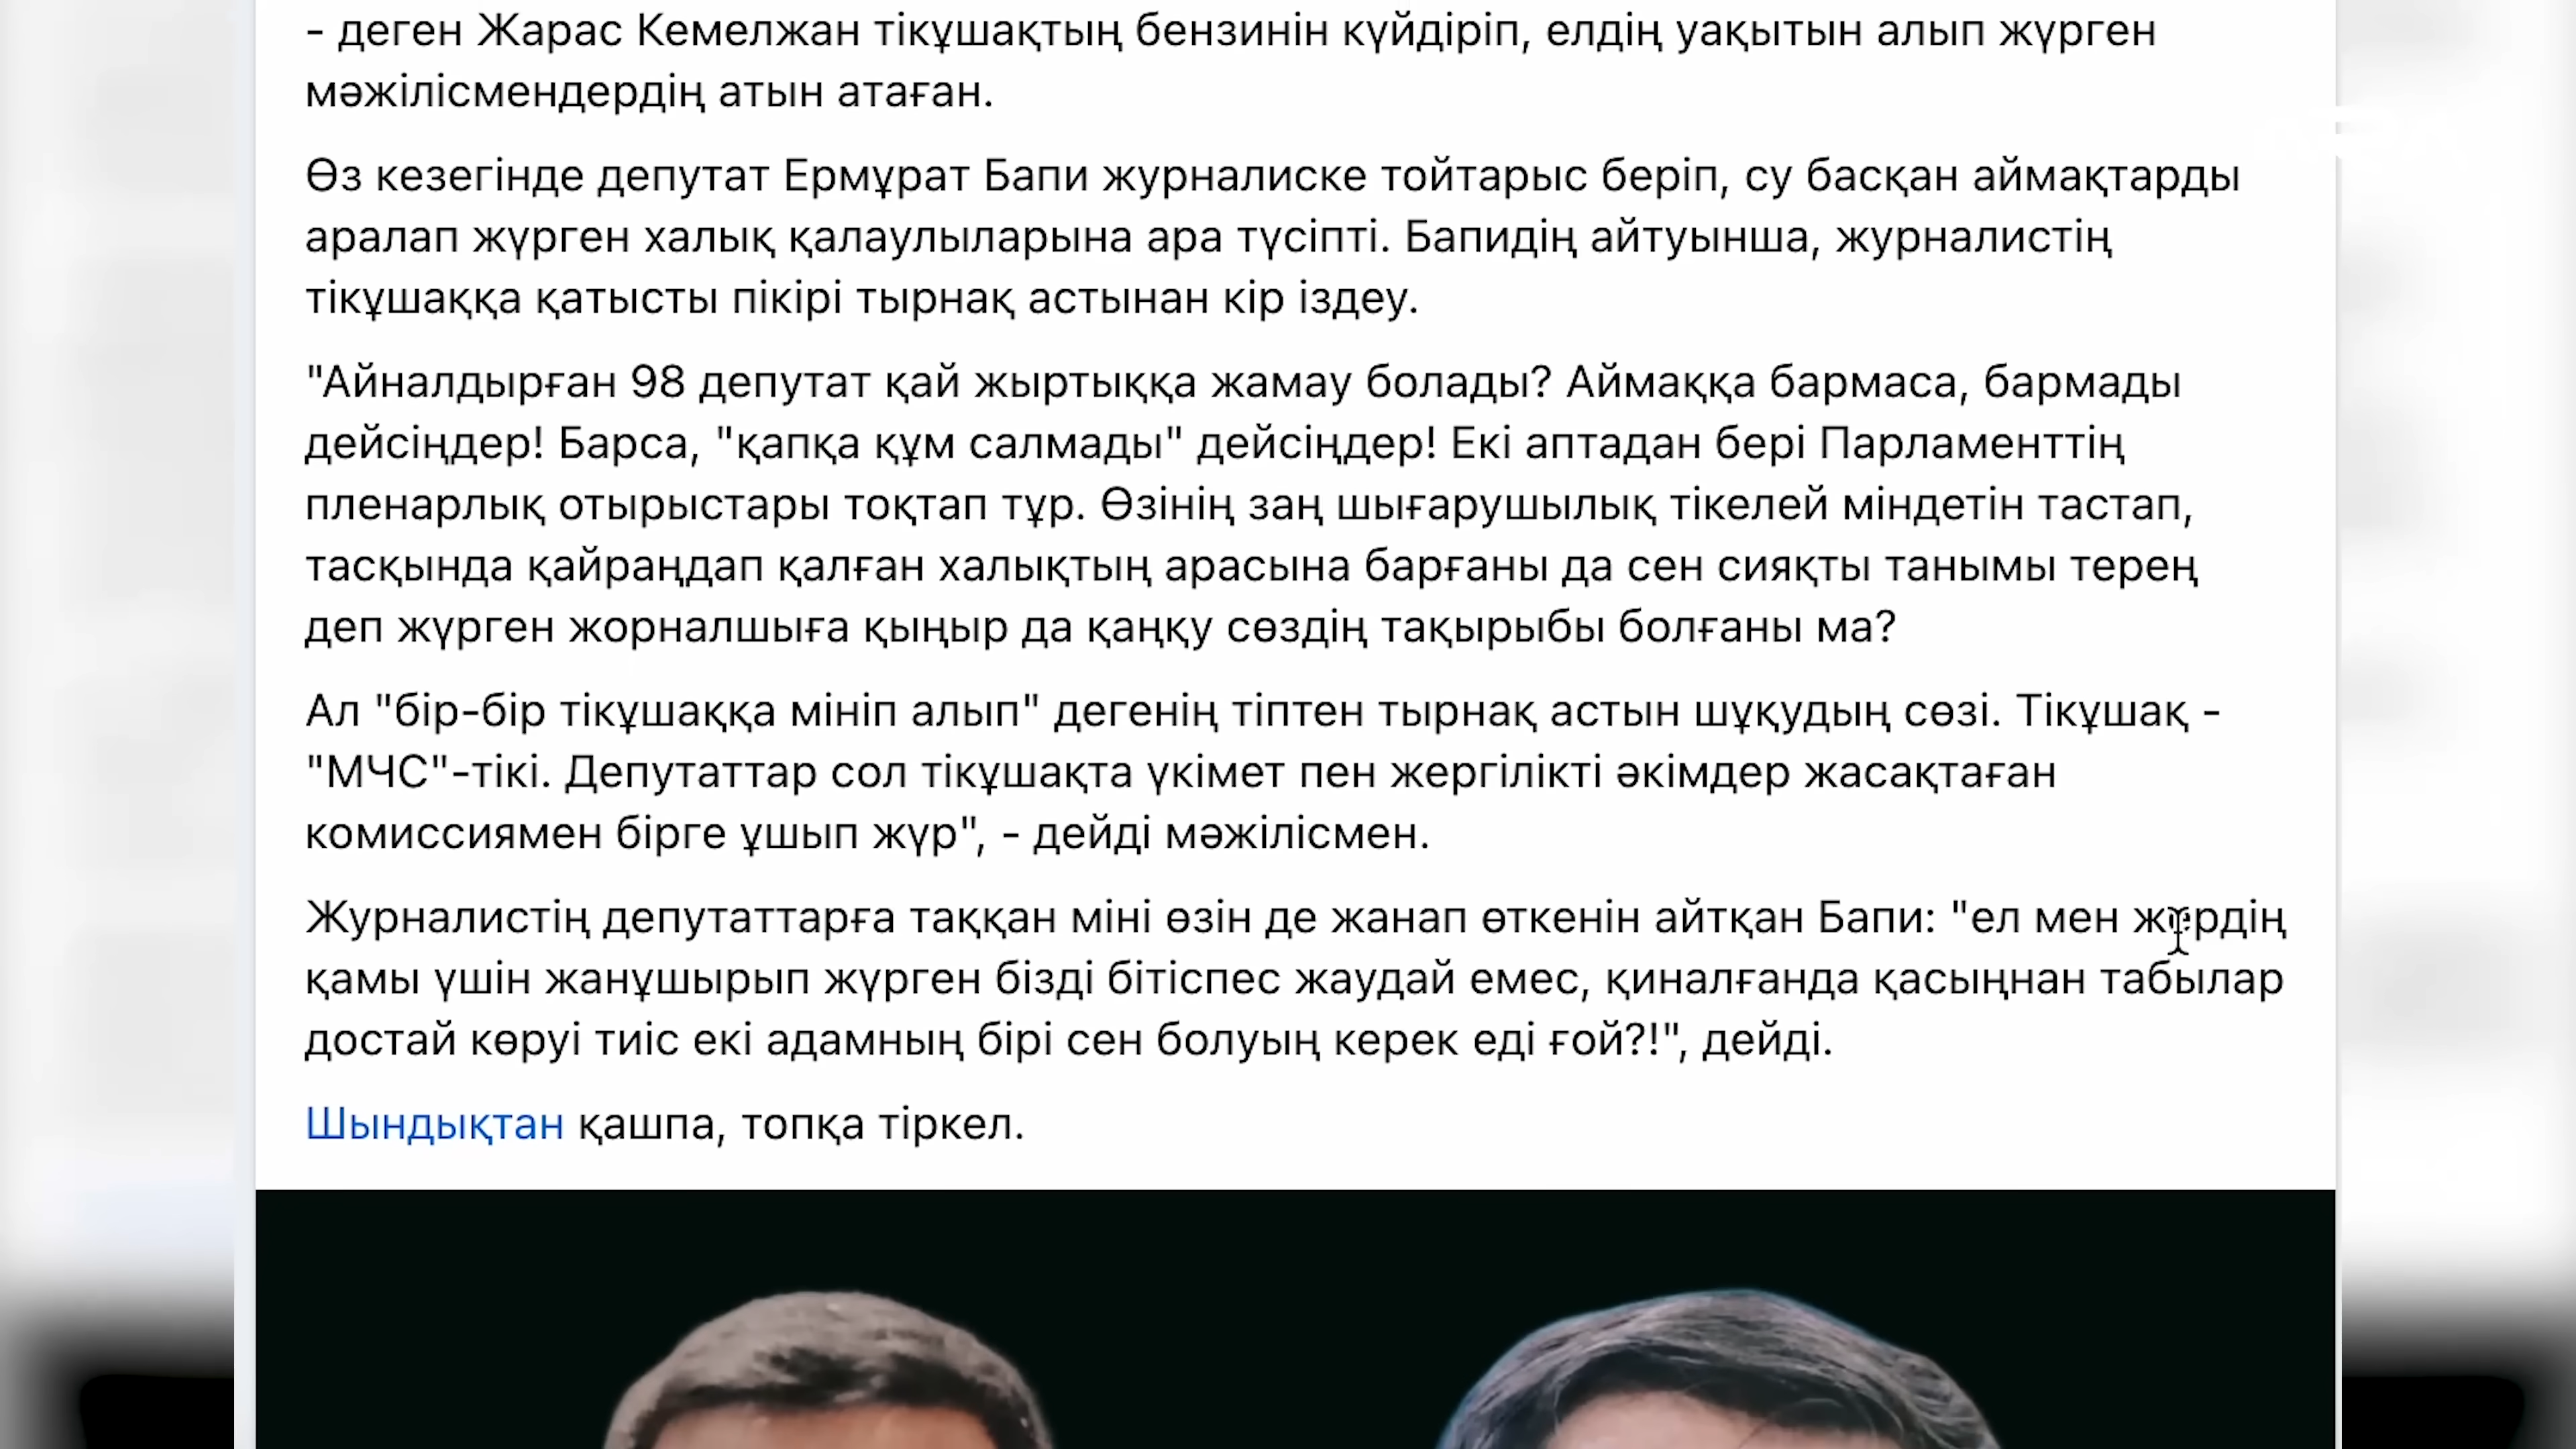 - деген Жарас Кемелжан тікұшақтың бензинін күйдіріп, елдің уақытын алып жүрген
мәжілісмендердің атын атаған.
Өз кезегінде депутат Ермұрат Бапи журналиске тойтарыс беріп, су басқан аймақтарды
аралап жүрген халық қалаулыларына ара түсіпті. Бапидің айтуынша, журналистің
тікұшаққа қатысты пікірі тырнақ астынан кір іздеу.
"Айналдырған 98 депутат қай жыртыққа жамау болады? Аймаққа бармаса, бармады
дейсіңдер! Барса, "қапқа құм салмады" дейсіңдер! Екі аптадан бері Парламенттің
пленарлық отырыстары тоқтап тұр. Өзінің заң шығарушылық тікелей міндетін тастап,
тасқында қайраңдап қалған халықтың арасына барғаны да сен сияқты танымы терең
деп жүрген жорналшыға қыңыр да қаңқу сөздің тақырыбы болғаны ма?
Ал "бір-бір тікұшаққа мініп алып" дегенің тіптен тырнақ астын шұқудың сөзі. Тікұшақ -
"МЧС"-тікі. Депутаттар сол тікұшақта үкімет пен жергілікті әкімдер жасақтаған
комиссиямен бірге ұшып жүр", - дейді мәжілісмен.
Журналистің депутаттарға таққан міні өзін де жанап өткенін айтқан Бапи: "ел мен жердің
қамы үшін жанұшырып жүрген бізді бітіспес жаудай емес, қиналғанда қасыңнан табылар
достай көруі тиіс екі адамның бірі сен болуың керек еді ғой?!", дейді.
Шындықтан қашпа, топқа тіркел.